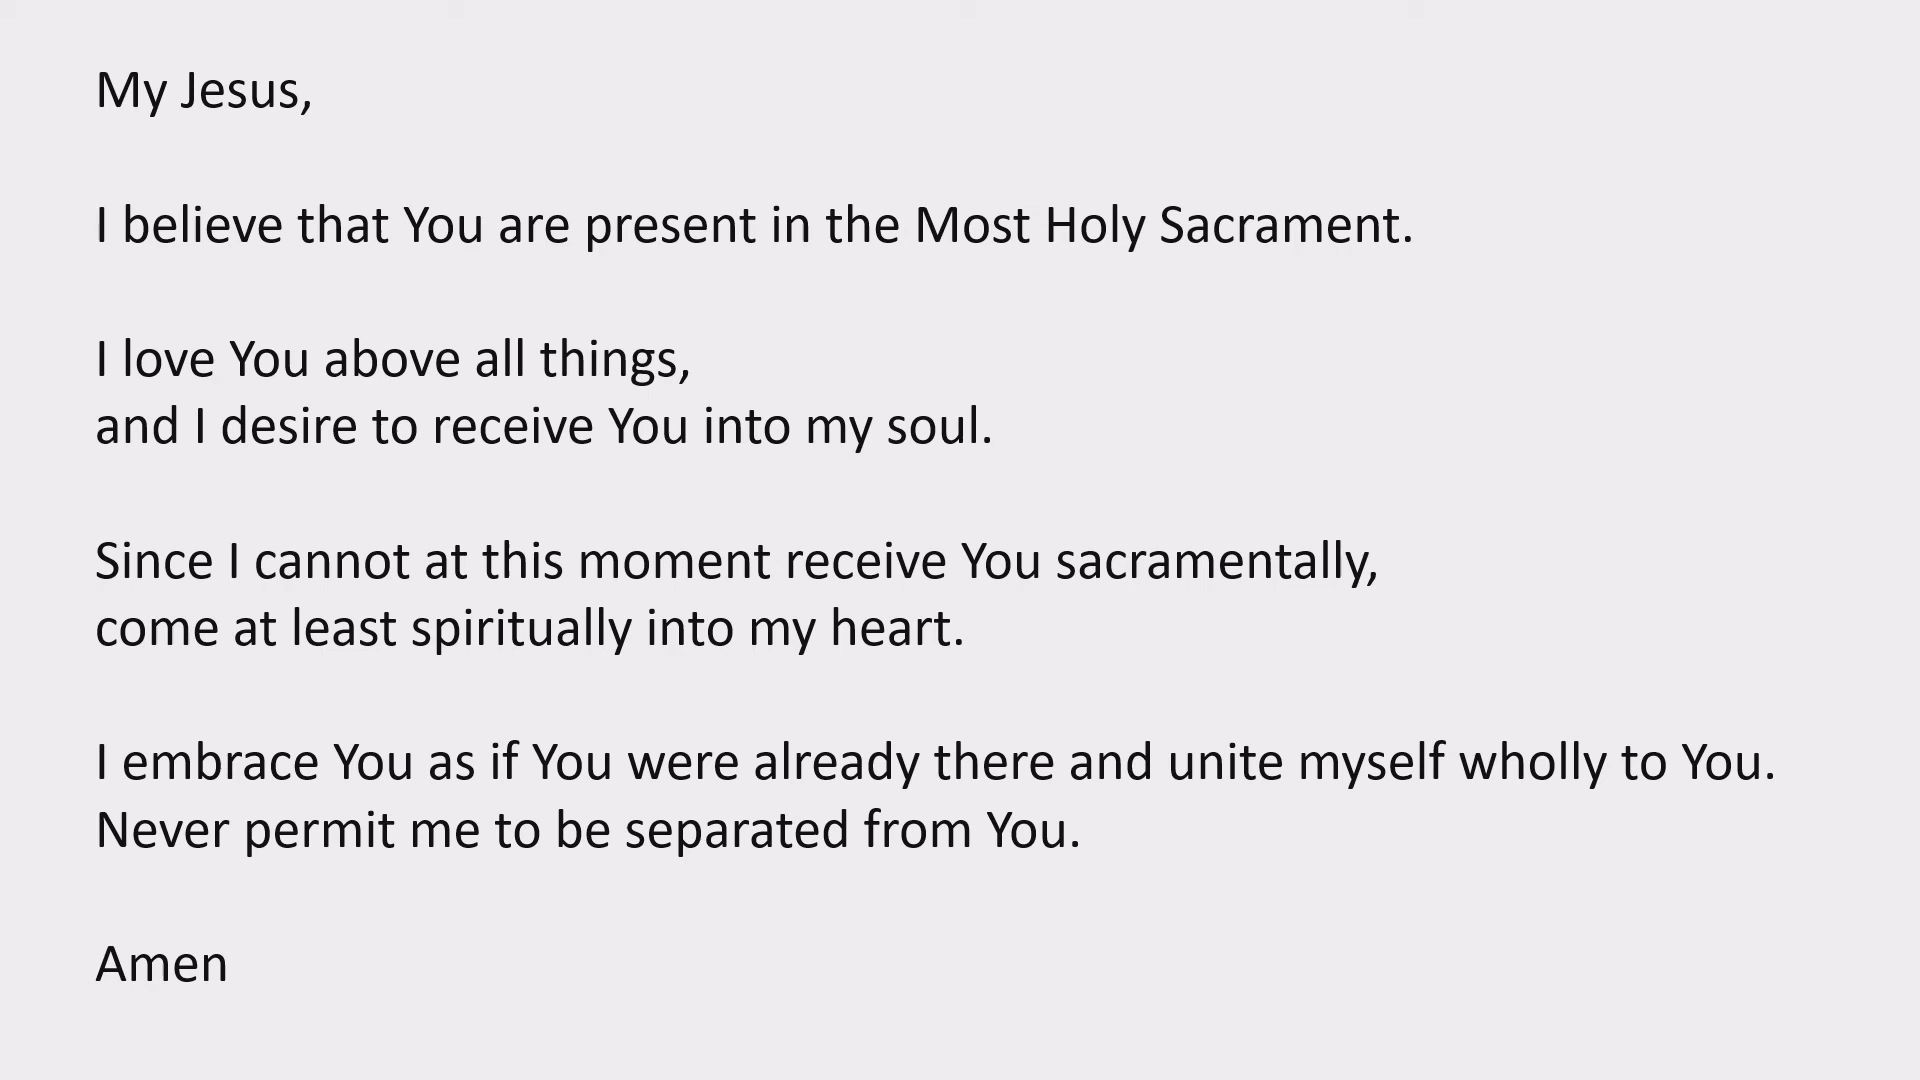 My Jesus,
I believe that You are present in the Most Holy Sacrament.
I love You above all things,
and I desire to receive You into my soul.
Since I cannot at this moment receive You sacramentally,
come at least spiritually into my heart.
I embrace You as if You were already there and unite myself wholly to You.
Never permit me to be separated from You.
Amen